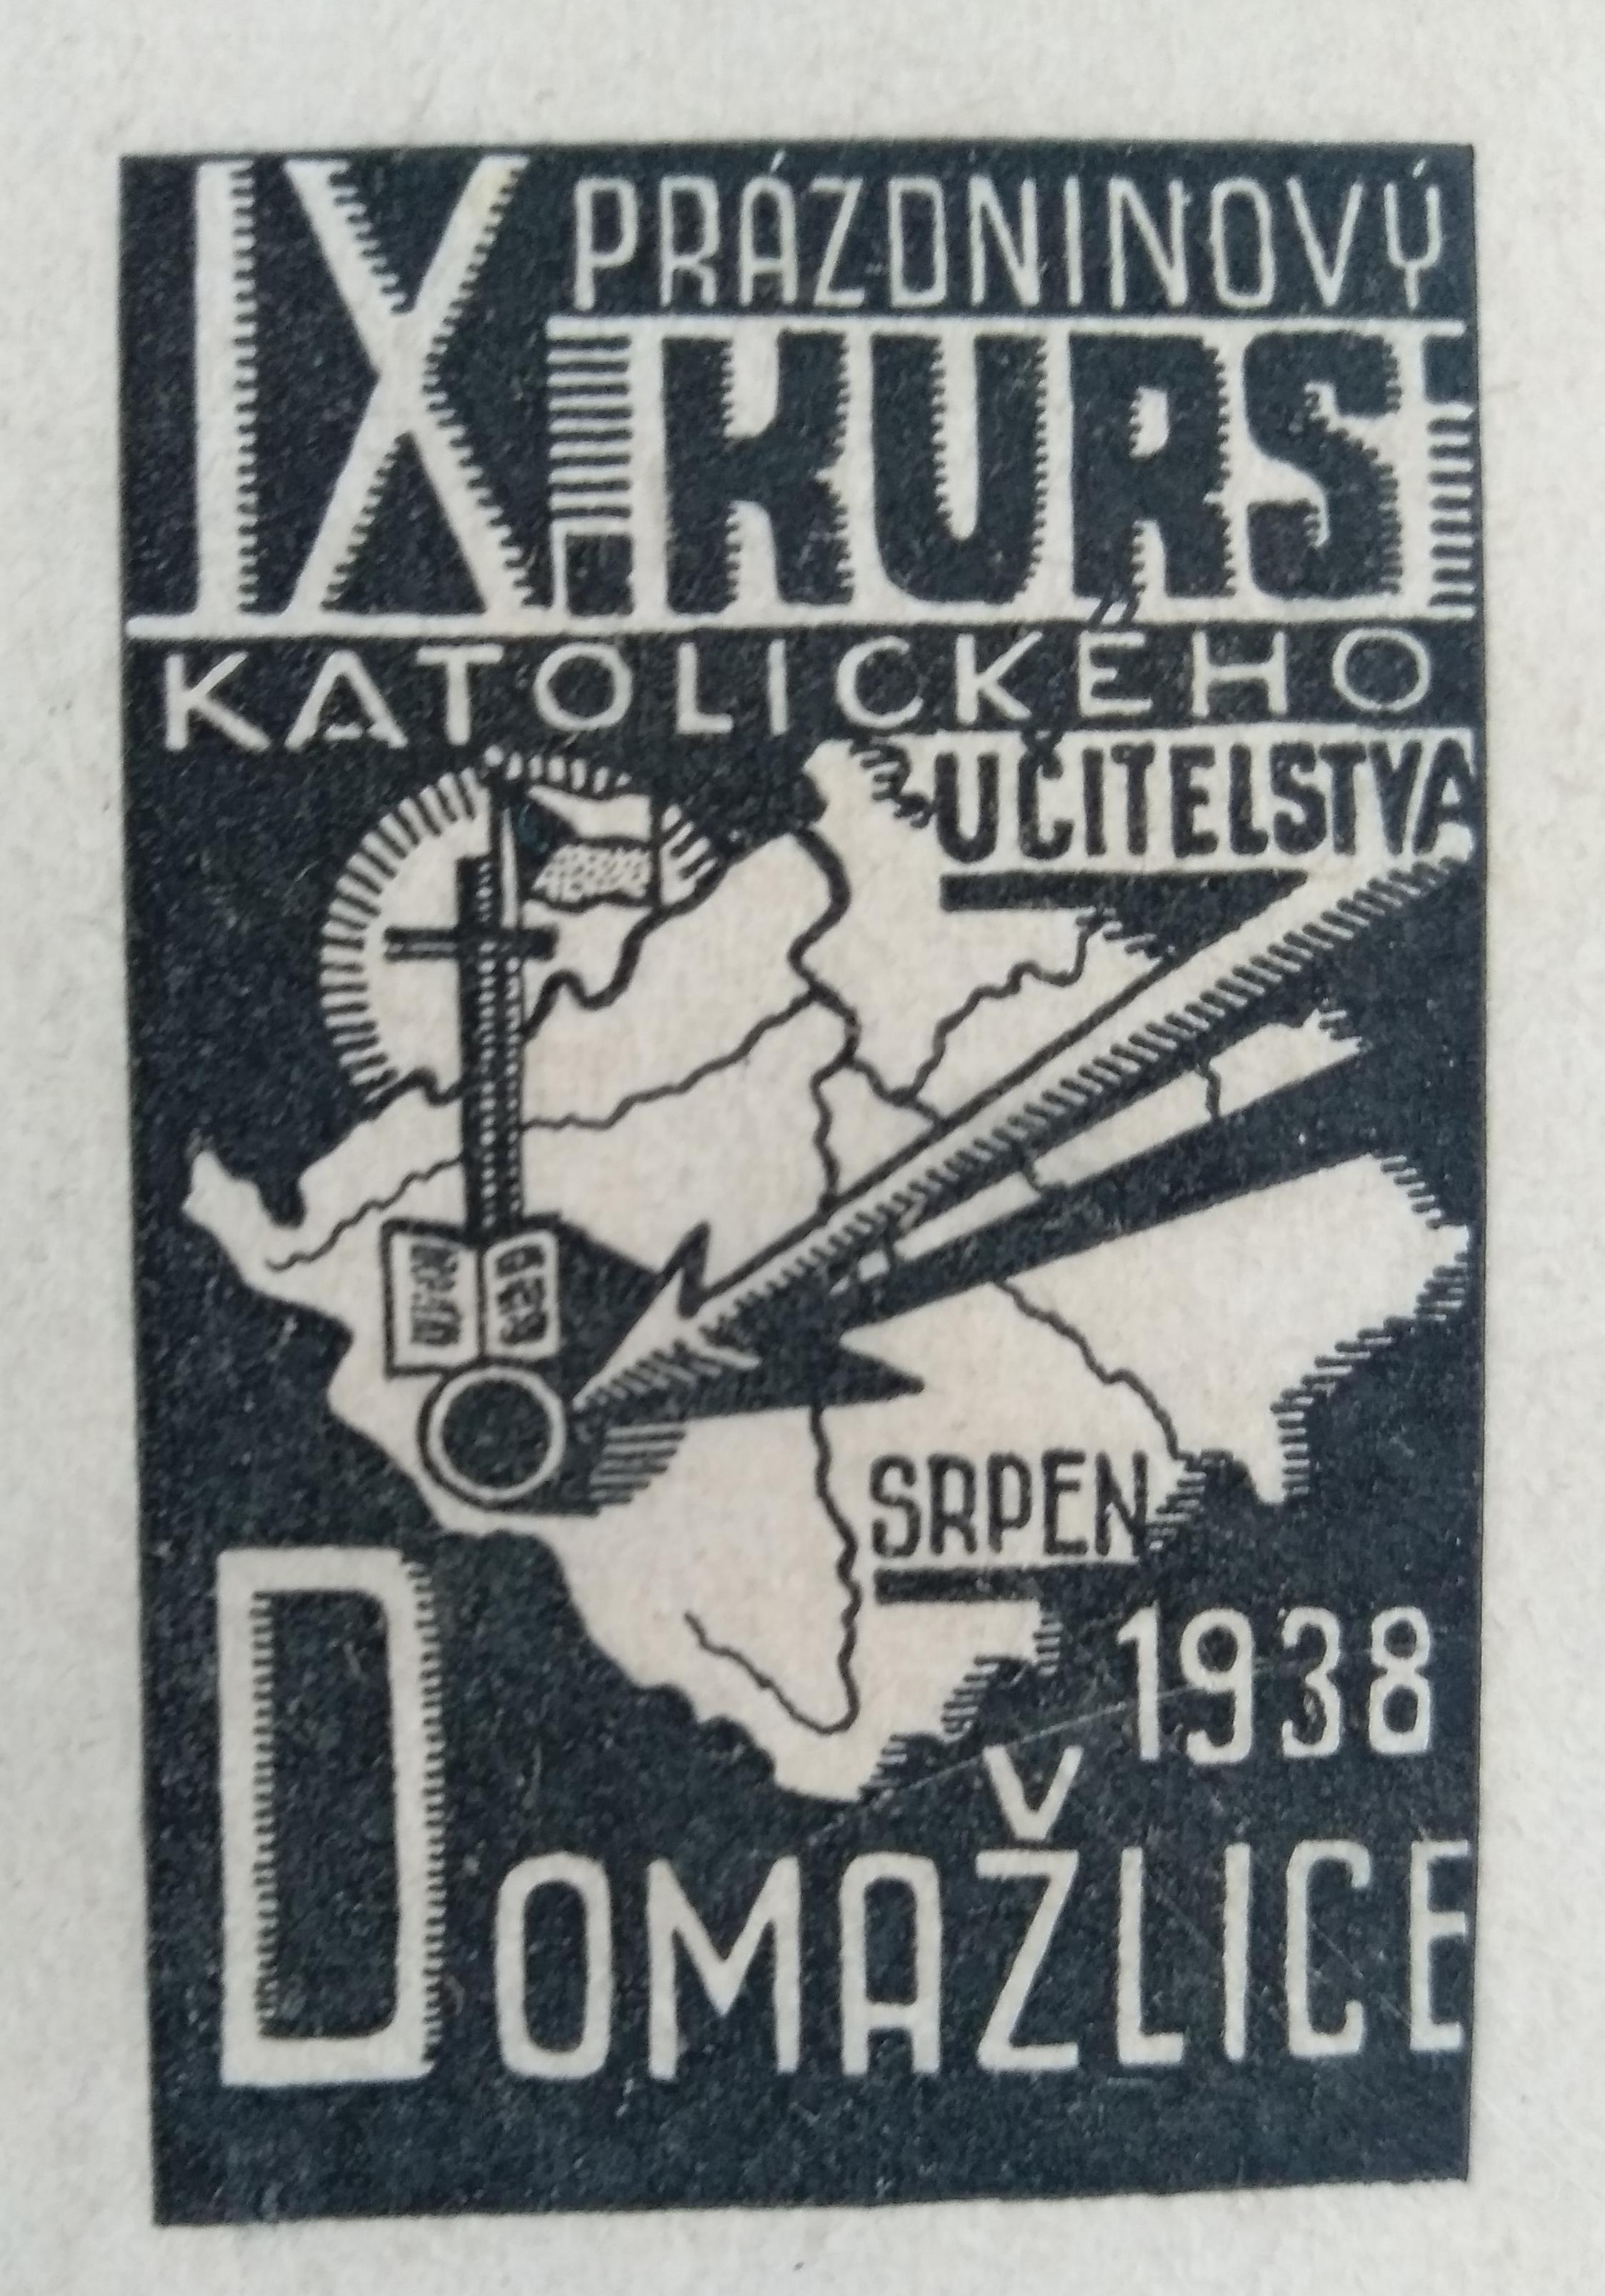 IX. PRÁZDNINOVÝ
KURS
KATOLICKÉHO
UČITELSTVA
SRPEN
1938
DOMAŽLICE